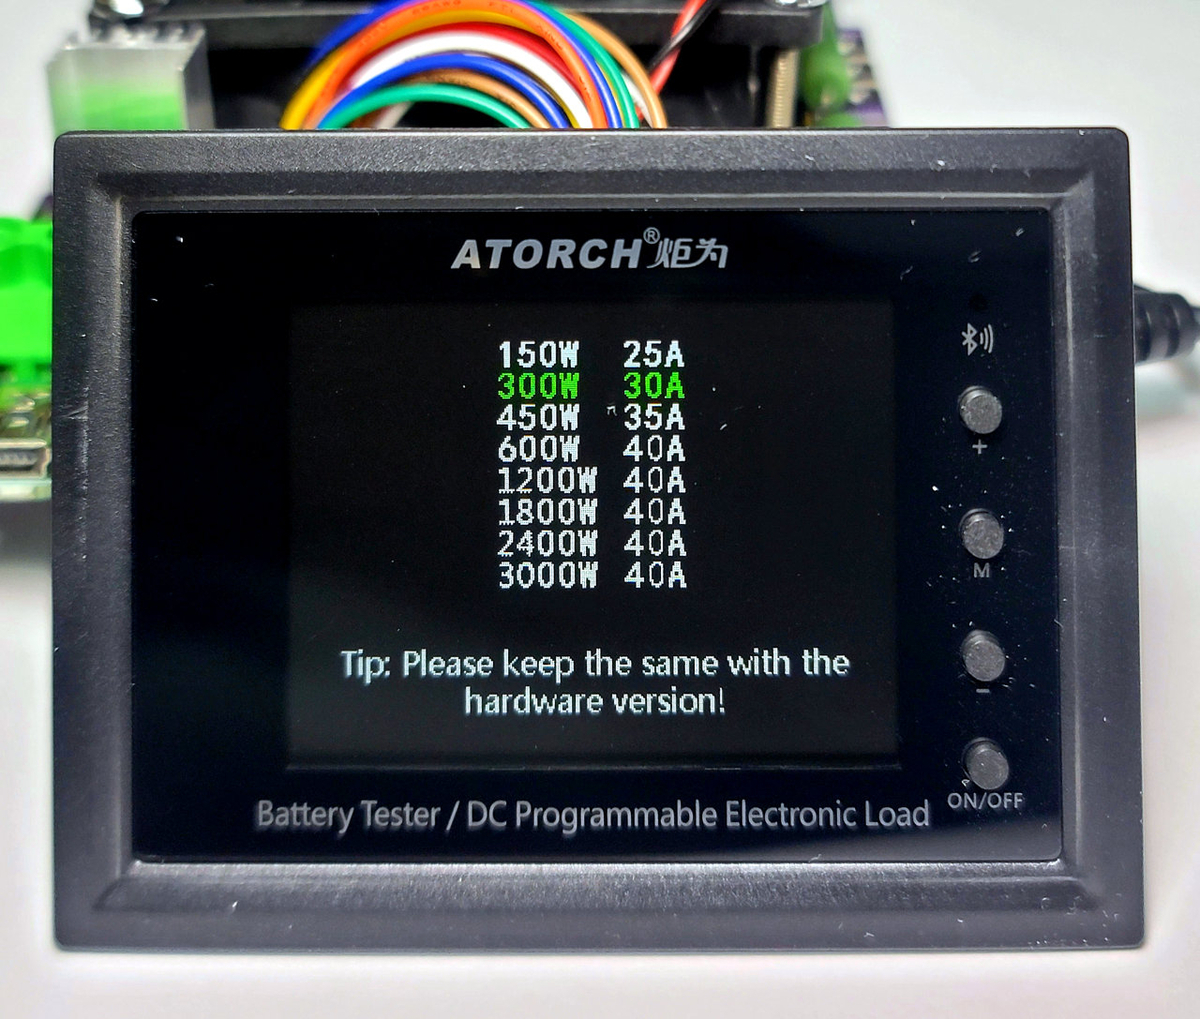 ATORCH®炬为
150W 25A
300W 30A
450W 35A
600W 40A
1200W 40A
1800W 40A
2400W 40A
3000W 40A
Tip: Please keep the same with the
hardware version!
+
M
−
ON/OFF
Battery Tester / DC Programmable Electronic Load